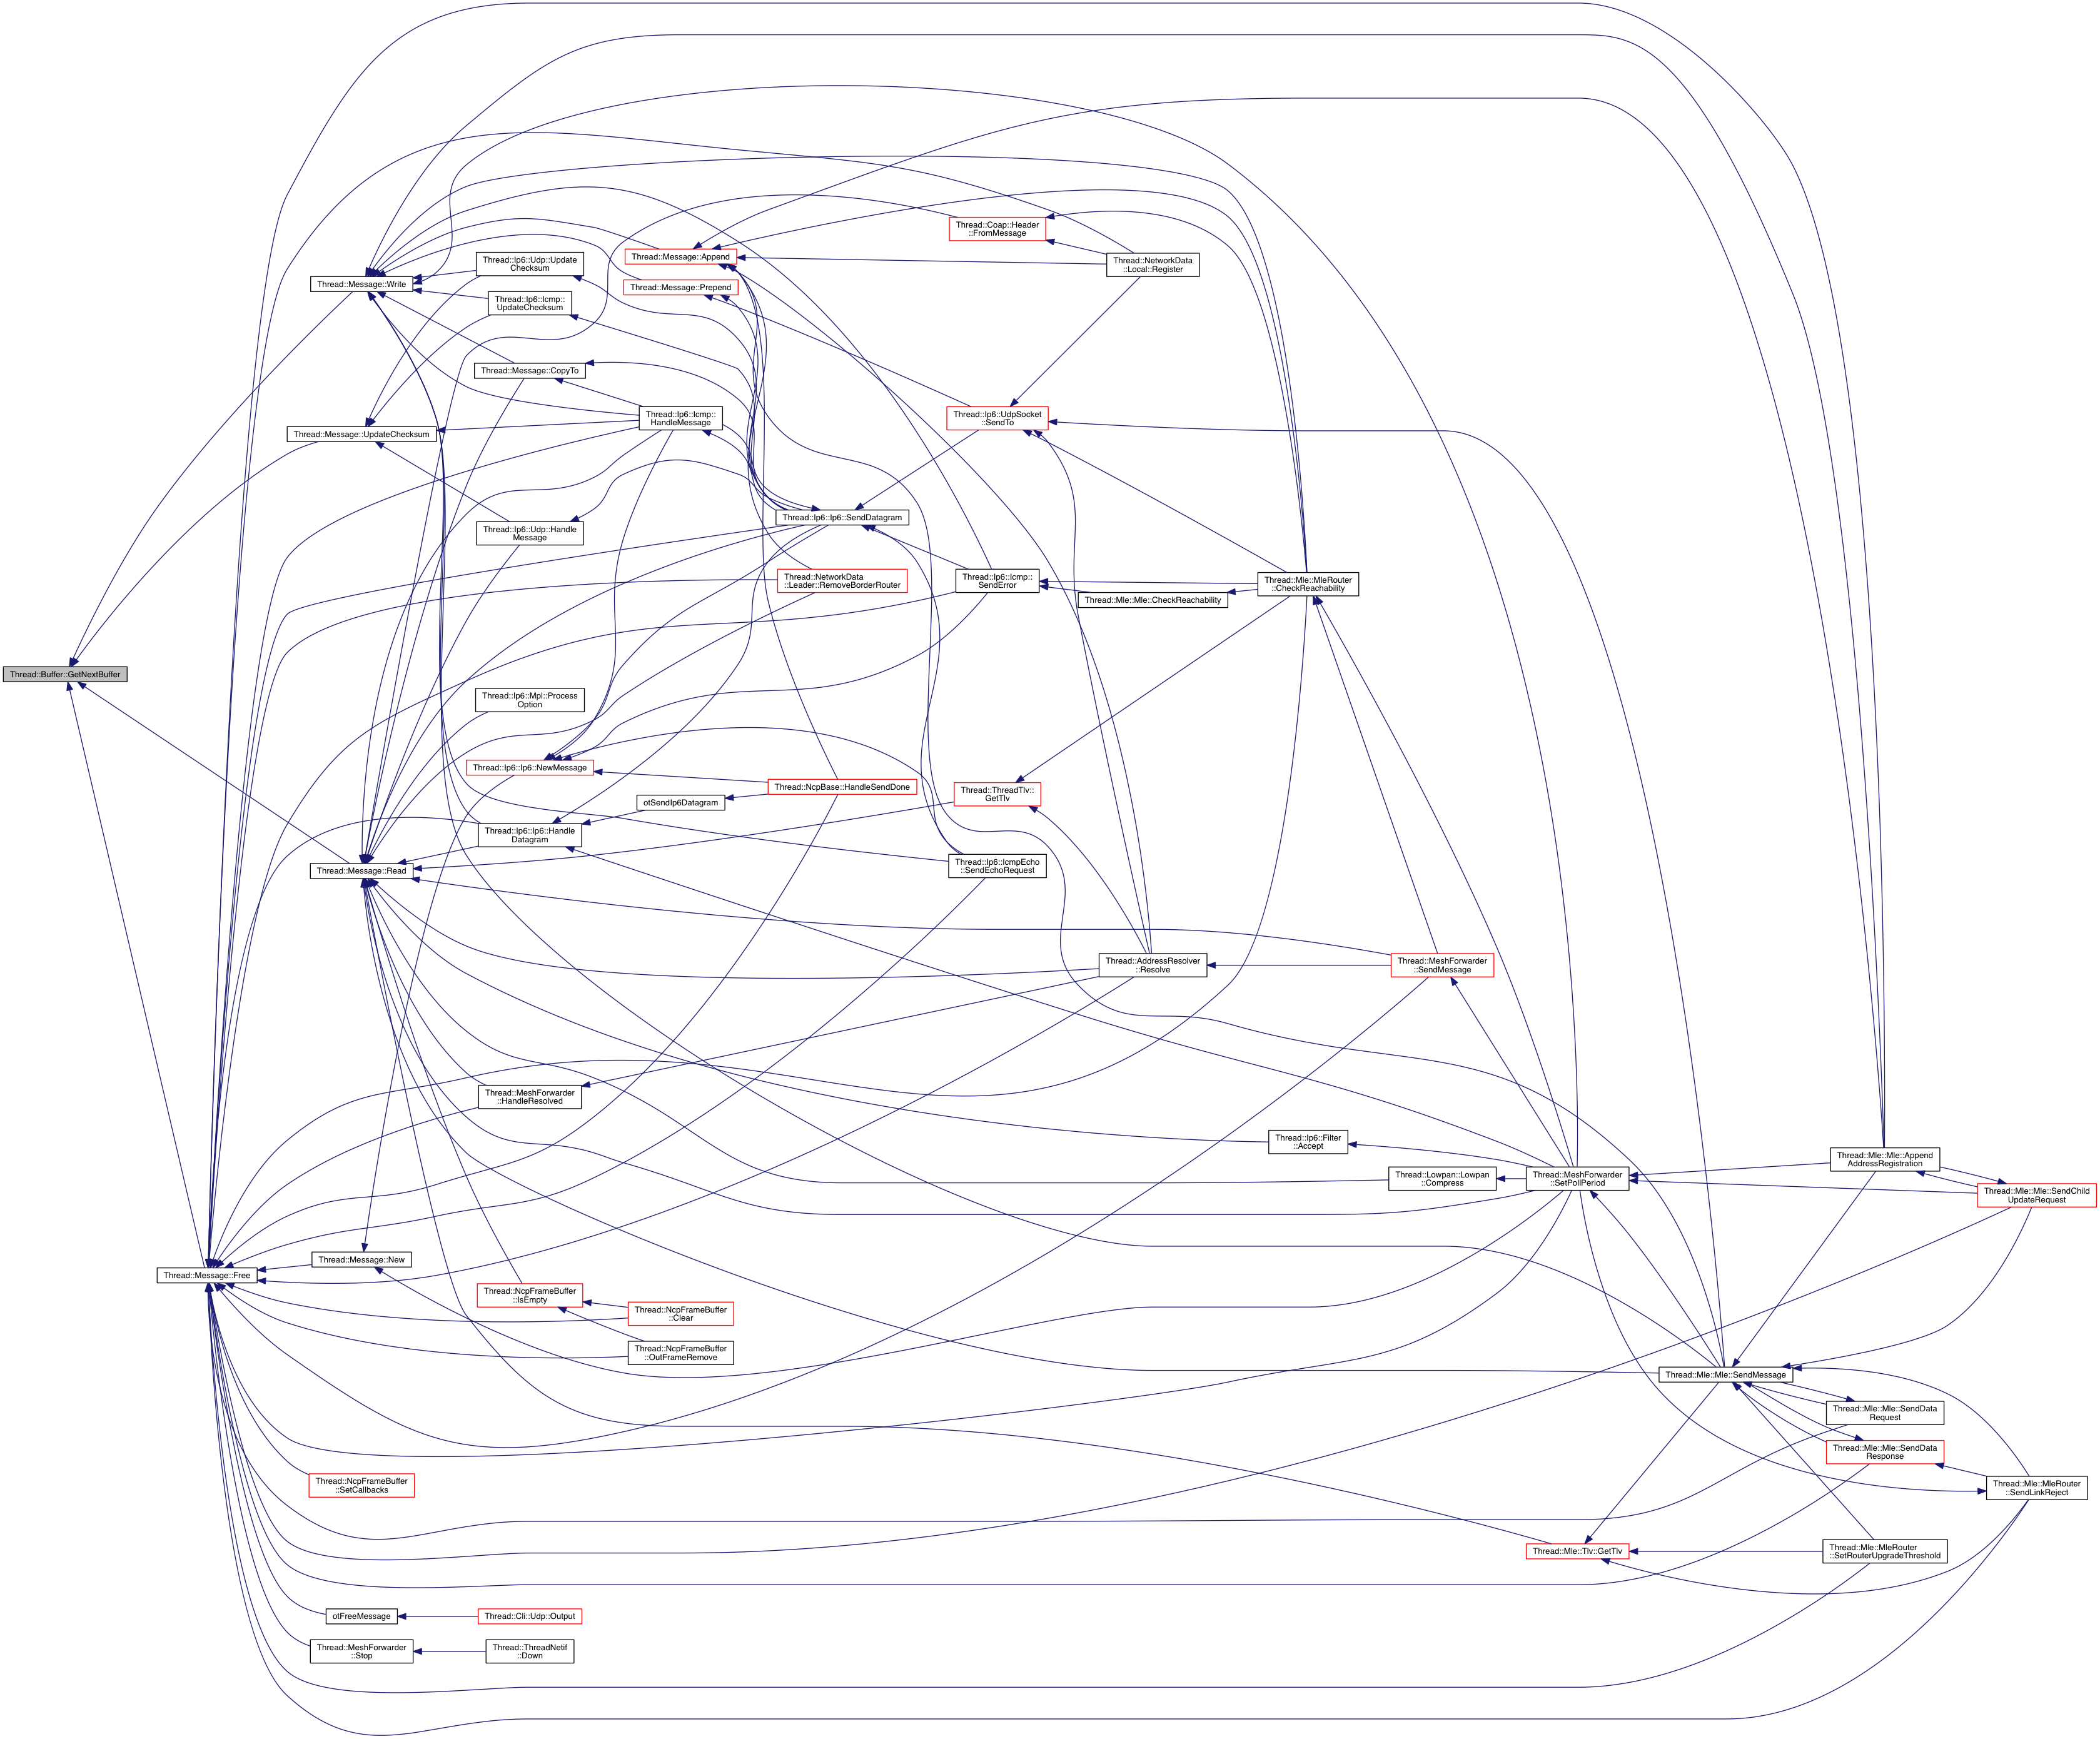 Thread::Buffer::GetNextBuffer
Thread::Message::Write
Thread::Message::UpdateChecksum
Thread::Message::Read
Thread::Message::Free
Thread::Message::New
Thread::NcpFrameBuffer
::SetCallbacks
otFreeMessage
Thread::MeshForwarder
::Stop
Thread::Ip6::Udp::Update
Checksum
Thread::Ip6::Icmp::
UpdateChecksum
Thread::Message::CopyTo
Thread::Ip6::Udp::Handle
Message
Thread::Ip6::Mpl::Process
Option
Thread::Ip6::Ip6::NewMessage
Thread::Ip6::Ip6::Handle
Datagram
Thread::MeshForwarder
::HandleResolved
Thread::NcpFrameBuffer
::IsEmpty
Thread::Cli::Udp::Output
Thread::ThreadNetif
::Down
Thread::Message::Append
Thread::Message::Prepend
Thread::Ip6::Icmp::
HandleMessage
otSendIp6Datagram
Thread::NcpFrameBuffer
::Clear
Thread::NcpFrameBuffer
::OutFrameRemove
Thread::Ip6::Ip6::SendDatagram
Thread::NetworkData
::Leader::RemoveBorderRouter
Thread::NcpBase::HandleSendDone
Thread::Coap::Header
::FromMessage
Thread::Ip6::UdpSocket
::SendTo
Thread::Ip6::Icmp::
SendError
Thread::ThreadTlv::
GetTlv
Thread::Ip6::IcmpEcho
::SendEchoRequest
Thread::NetworkData
::Local::Register
Thread::Mle::Mle::CheckReachability
Thread::AddressResolver
::Resolve
Thread::Mle::MleRouter
::CheckReachability
Thread::Ip6::Filter
::Accept
Thread::MeshForwarder
::SendMessage
Thread::Lowpan::Lowpan
::Compress
Thread::MeshForwarder
::SetPollPeriod
Thread::Mle::Tlv::GetTlv
Thread::Mle::Mle::SendMessage
Thread::Mle::Mle::Append
AddressRegistration
Thread::Mle::Mle::SendData
Request
Thread::Mle::Mle::SendData
Response
Thread::Mle::MleRouter
::SetRouterUpgradeThreshold
Thread::Mle::Mle::SendChild
UpdateRequest
Thread::Mle::MleRouter
::SendLinkReject